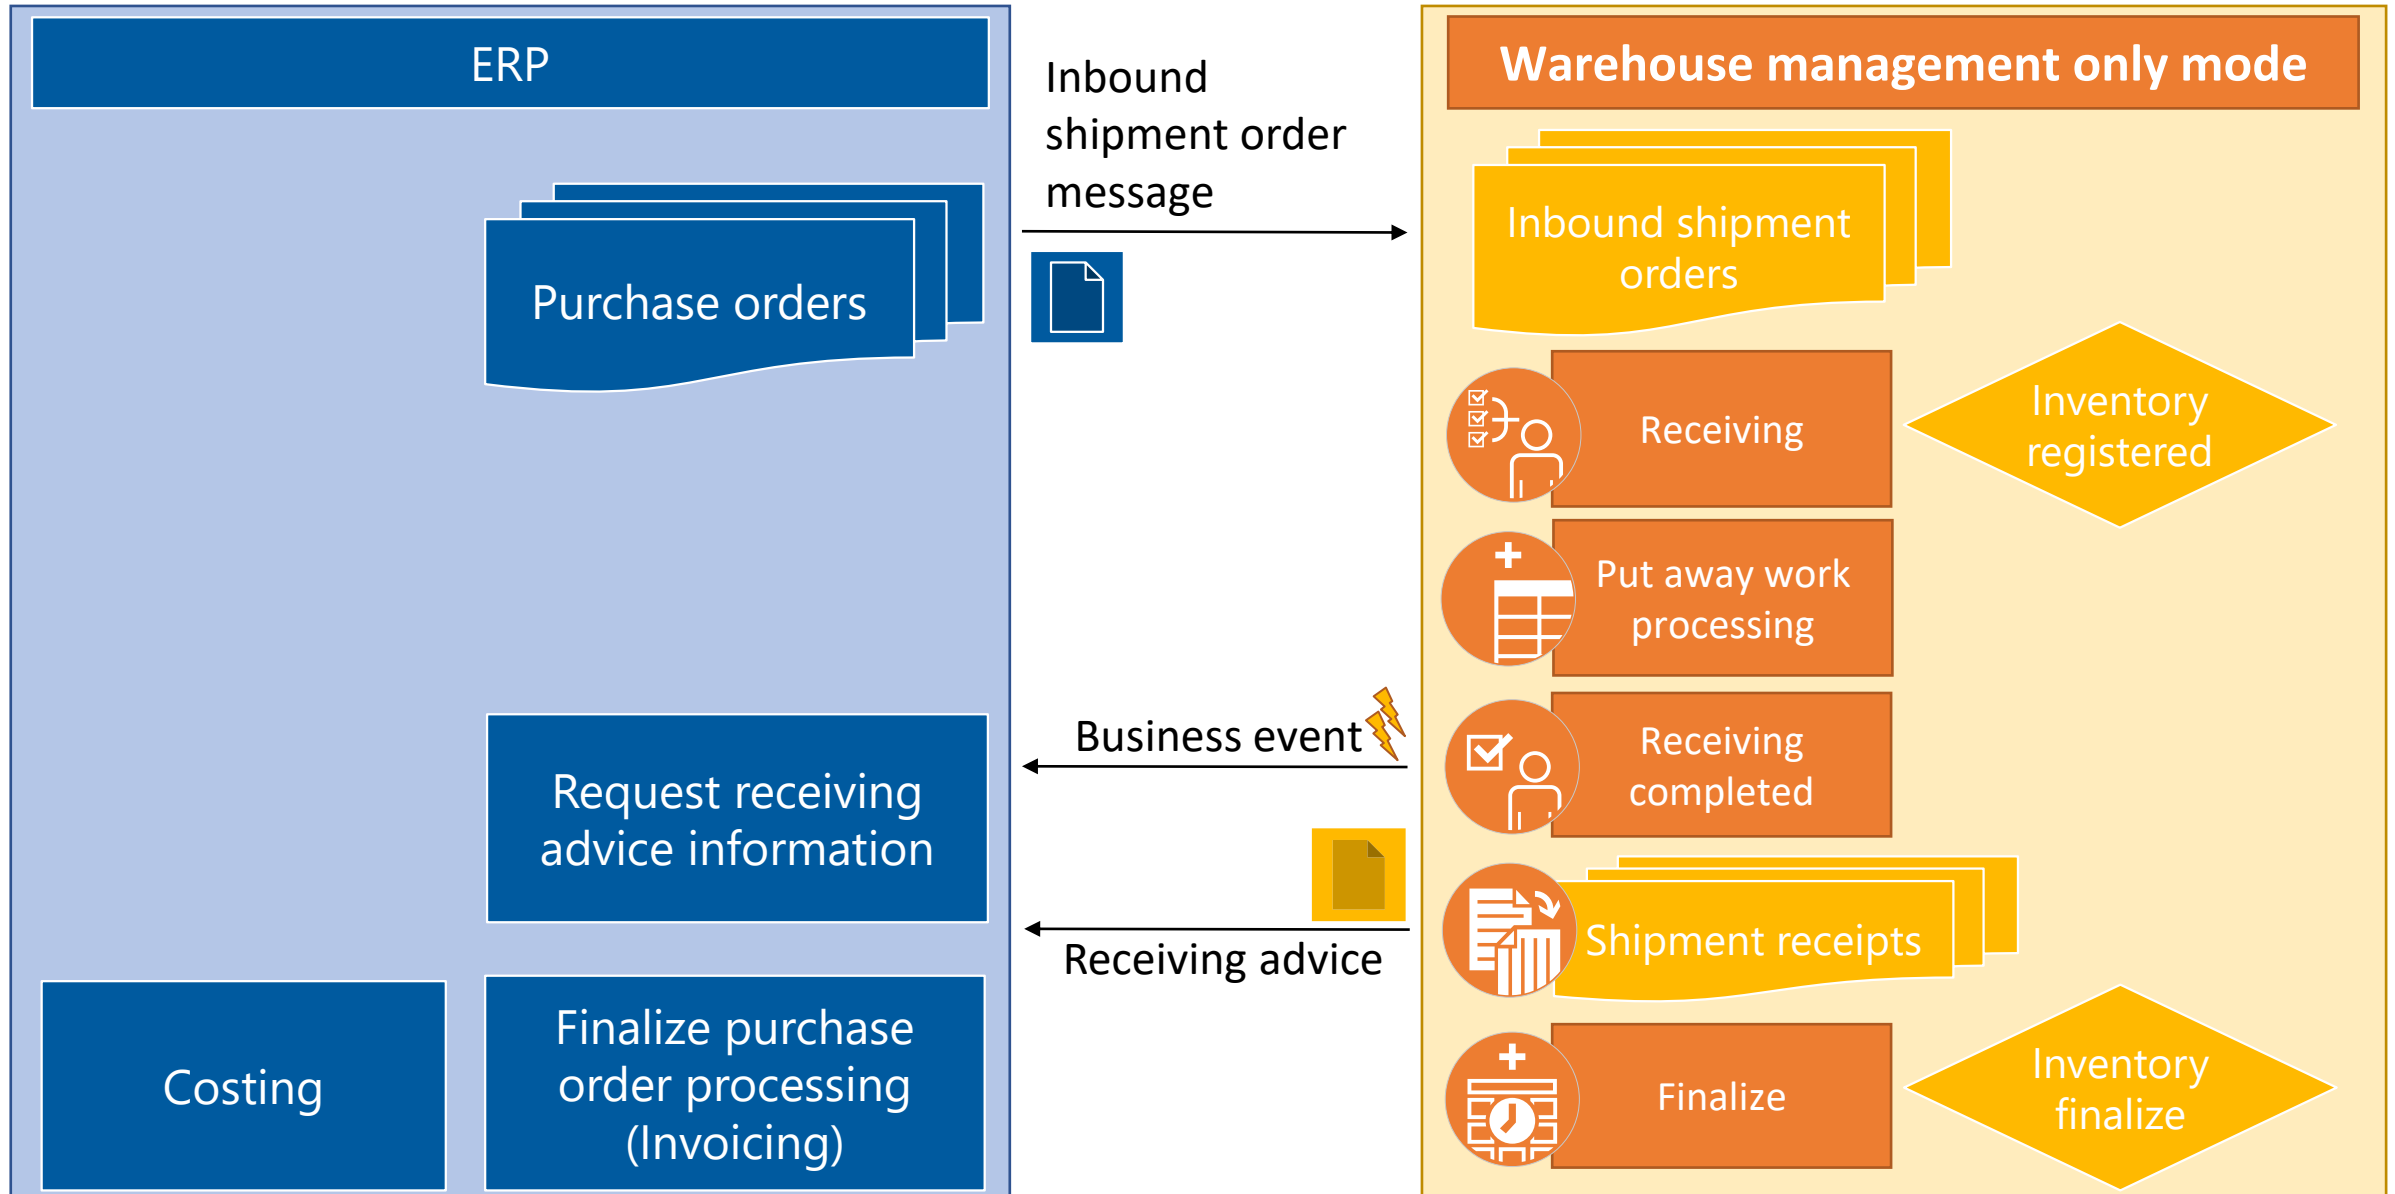 ERP
Purchase orders
Request receiving
advice information
Costing
Finalize purchase
order processing
(Invoicing)
Inbound
shipment order
message
Business event
Receiving advice
Warehouse management only mode
Inbound shipment
orders
Receiving
Inventory
registered
Put away work
processing
Receiving
completed
Shipment receipts
Finalize
Inventory
finalize